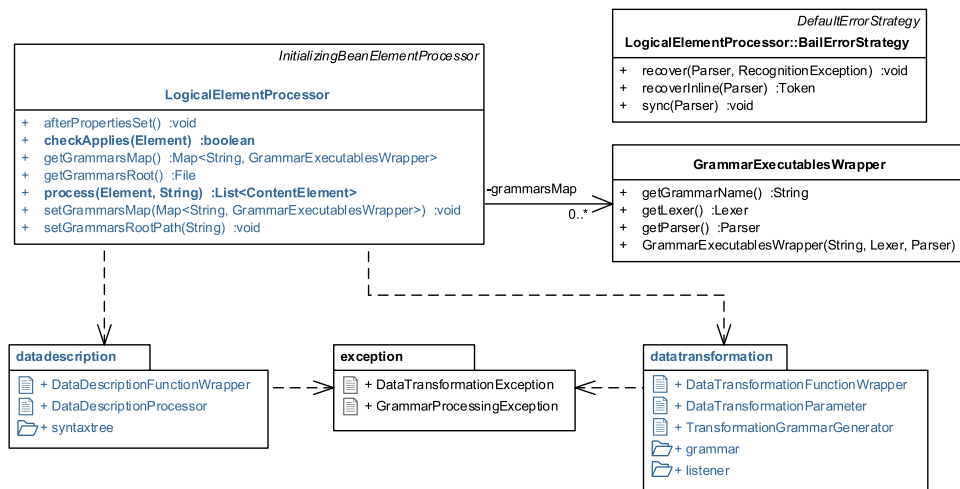 DefaultErrorStrategy
LogicalElementProcessor::BailErrorStrategy
+ recover(Parser, RecognitionException) :void
+ recoverInline(Parser) :Token
+ sync(Parser) :void
InitializingBeanElementProcessor
LogicalElementProcessor
+ afterPropertiesSet() :void
+ checkApplies(Element) :boolean
+ getGrammarsMap() :Map<String, GrammarExecutablesWrapper>
+ getGrammarsRoot() :File
+ process(Element, String) :List<ContentElement>
+ setGrammarsMap(Map<String, GrammarExecutablesWrapper>) :void
+ setGrammarsRootPath(String) :void
-grammarsMap
0..*
GrammarExecutablesWrapper
+ getGrammarName() :String
+ getLexer() :Lexer
+ getParser() :Parser
+ GrammarExecutablesWrapper(String, Lexer, Parser)
datadescription
+ DataDescriptionFunctionWrapper
+ DataDescriptionProcessor
+ syntaxtree
exception
+ DataTransformationException
+ GrammarProcessingException
datatransformation
+ DataTransformationFunctionWrapper
+ DataTransformationParameter
+ TransformationGrammarGenerator
+ grammar
+ listener